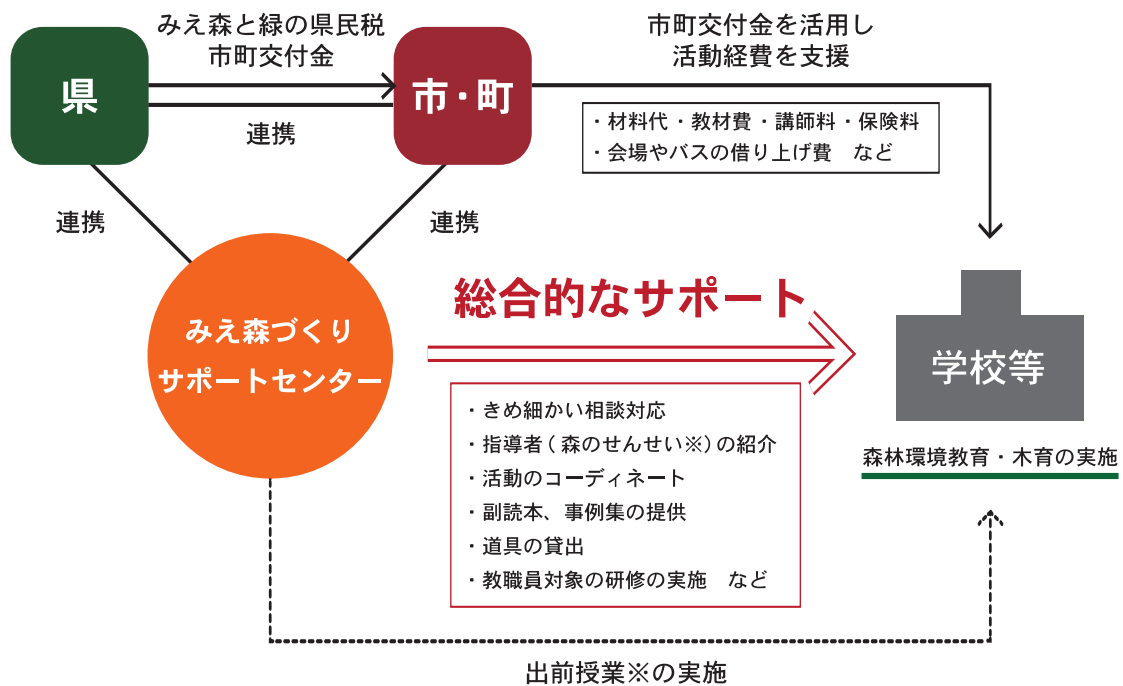 みえ森と緑の県民税
市町交付金
市町交付金を活用し
活動経費を支援
県
市・町
連携
・材料代・教材費・講師料・保険料
・会場やバスの借り上げ費　など
連携
連携
総合的なサポート
みえ森づくり
サポートセンター
学校等
・きめ細かい相談対応
・指導者（森のせんせい※）の紹介
・活動のコーディネート
・副読本、事例集の提供
・道具の貸出
・教職員対象の研修の実施　など
森林環境教育・木育の実施
出前授業※の実施